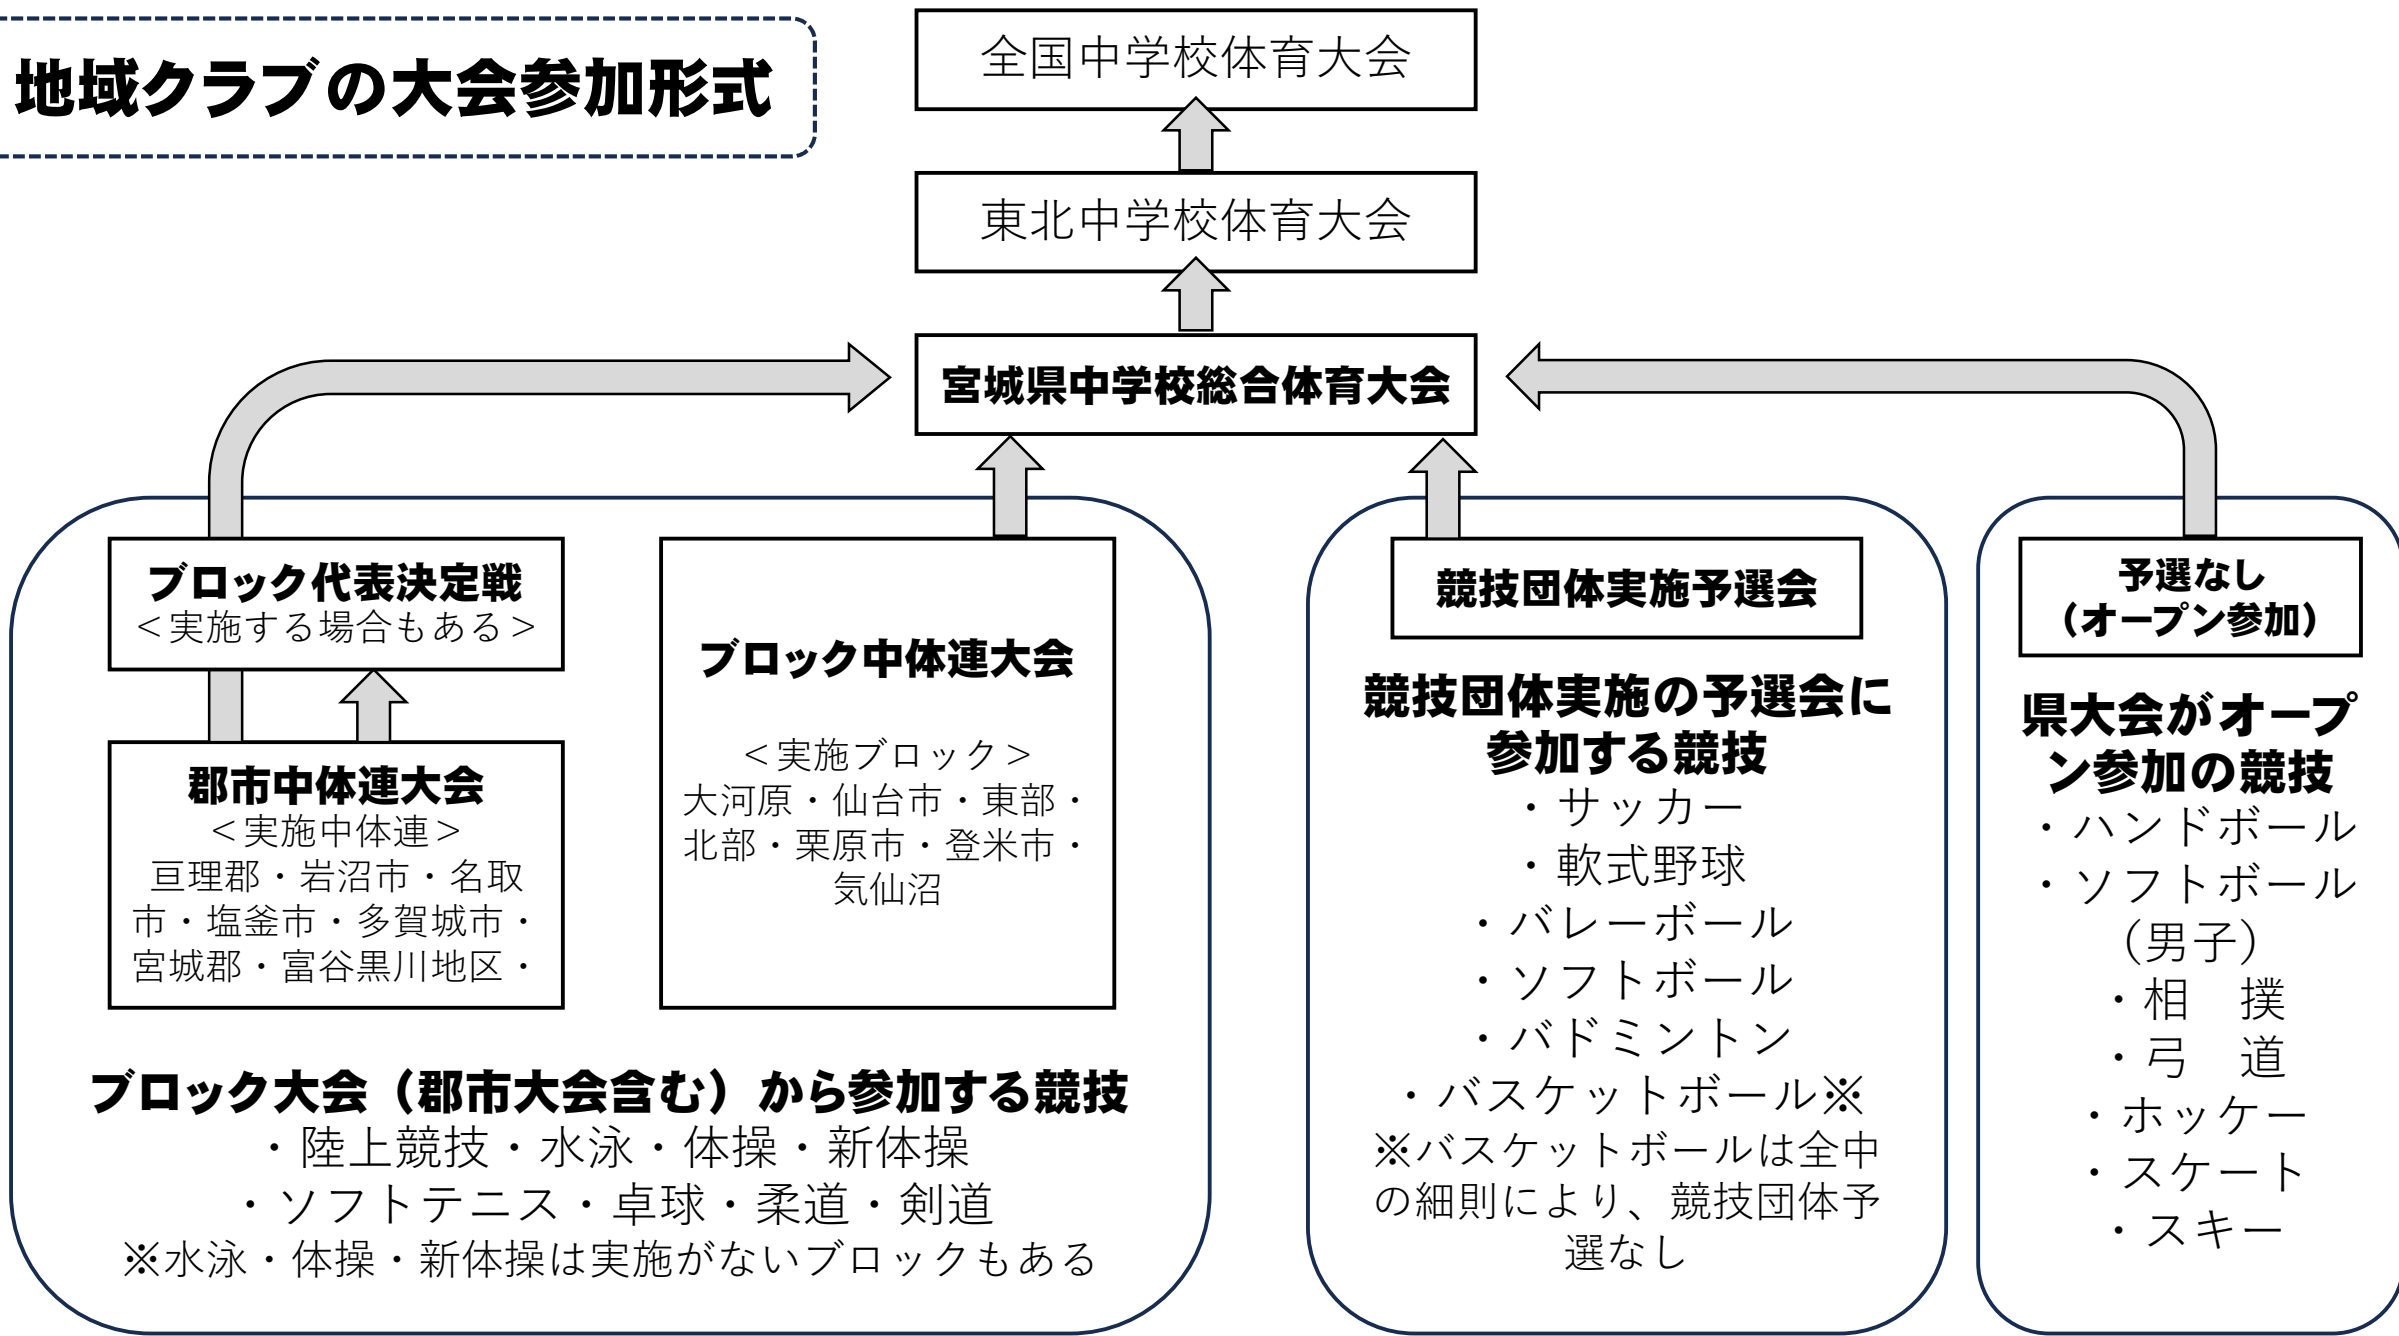 地域クラブの大会参加形式
全国中学校体育大会
東北中学校体育大会
宮城県中学校総合体育大会
ブロック代表決定戦
＜実施する場合もある＞
郡市中体連大会
＜実施中体連＞
亘理郡・岩沼市・名取
市・塩釜市・多賀城市・
宮城郡・富谷黒川地区・
ブロック中体連大会
＜実施ブロック＞
大河原・仙台市・東部・
北部・栗原市・登米市・
気仙沼
ブロック大会（郡市大会含む）から参加する競技
・陸上競技・水泳・体操・新体操
・ソフトテニス・卓球・柔道・剣道
※水泳・体操・新体操は実施がないブロックもある
競技団体実施予選会
競技団体実施の予選会に
参加する競技
・サッカー
・軟式野球
・バレーボール
・ソフトボール
・バドミントン
・バスケットボール※
※バスケットボールは全中
の細則により、競技団体予
選なし
予選なし
（オープン参加）
県大会がオープ
ン参加の競技
・ハンドボール
・ソフトボール
（男子）
・相　撲
・弓　道
・ホッケー
・スケート
・スキー